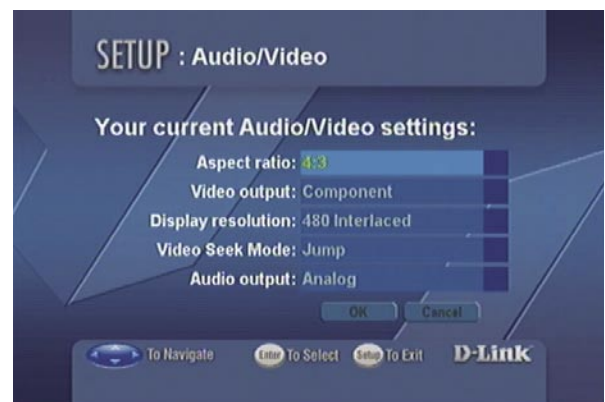 SETUP : Audio/Video
Your current Audio/Video settings:
Aspect ratio: 4:3
Video output: Component
Display resolution: 480 Interlaced
Video Seek Mode: Jump
Audio output: Analog
OK Cancel
To Navigate Enter To Select Setup To Exit D-Link